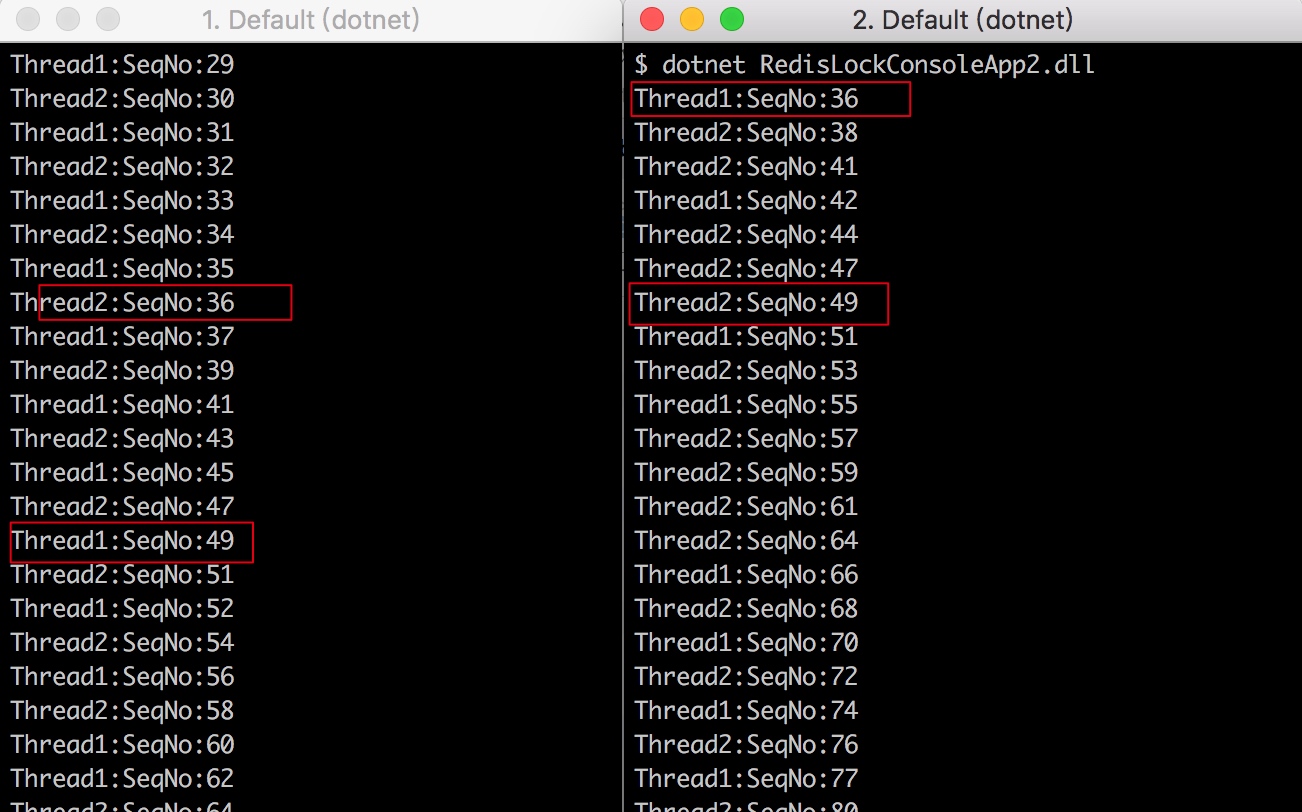 1. Default (dotnet)
Thread1:SeqNo:29
Thread2:SeqNo:30
Thread1:SeqNo:31
Thread2:SeqNo:32
Thread1:SeqNo:33
Thread2:SeqNo:34
Thread1:SeqNo:35
Thread2:SeqNo:36
Thread1:SeqNo:37
Thread2:SeqNo:39
Thread1:SeqNo:41
Thread2:SeqNo:43
Thread1:SeqNo:45
Thread2:SeqNo:47
Thread1:SeqNo:49
Thread2:SeqNo:51
Thread1:SeqNo:52
Thread2:SeqNo:54
Thread1:SeqNo:56
Thread2:SeqNo:58
Thread1:SeqNo:60
Thread1:SeqNo:62
Thread2:SeqNo:64
2. Default (dotnet)
$ dotnet RedisLockConsoleApp2.dll
Thread1:SeqNo:36
Thread2:SeqNo:38
Thread2:SeqNo:41
Thread1:SeqNo:42
Thread2:SeqNo:44
Thread2:SeqNo:47
Thread2:SeqNo:49
Thread1:SeqNo:51
Thread2:SeqNo:53
Thread1:SeqNo:55
Thread2:SeqNo:57
Thread2:SeqNo:59
Thread2:SeqNo:61
Thread2:SeqNo:64
Thread1:SeqNo:66
Thread2:SeqNo:68
Thread1:SeqNo:70
Thread2:SeqNo:72
Thread1:SeqNo:74
Thread2:SeqNo:76
Thread1:SeqNo:77
Thread2:SeqNo:80